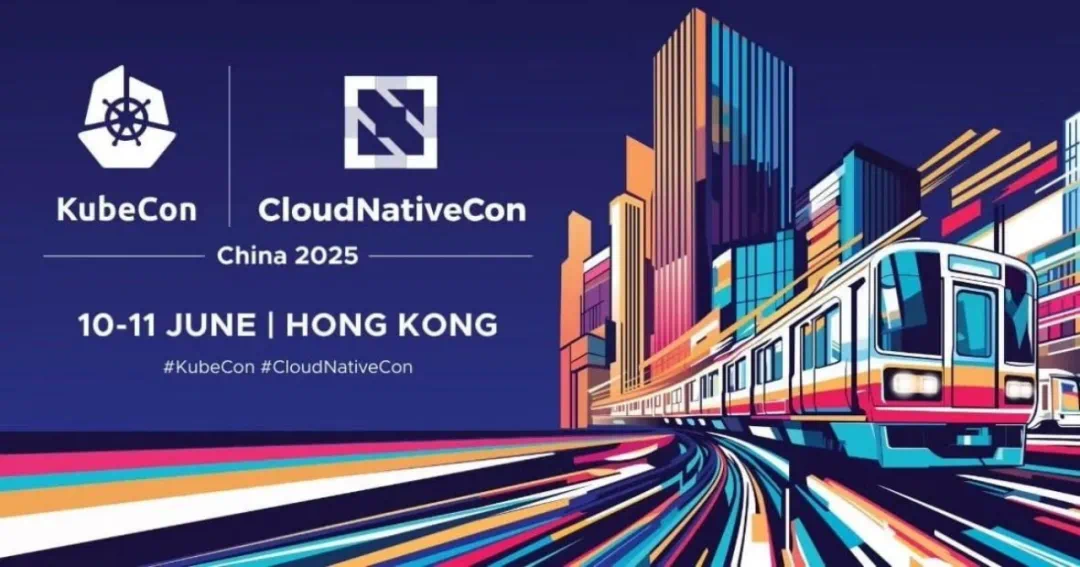 KubeCon
CloudNativeCon
China 2025
10-11 JUNE | HONG KONG
#KubeCon #CloudNativeCon